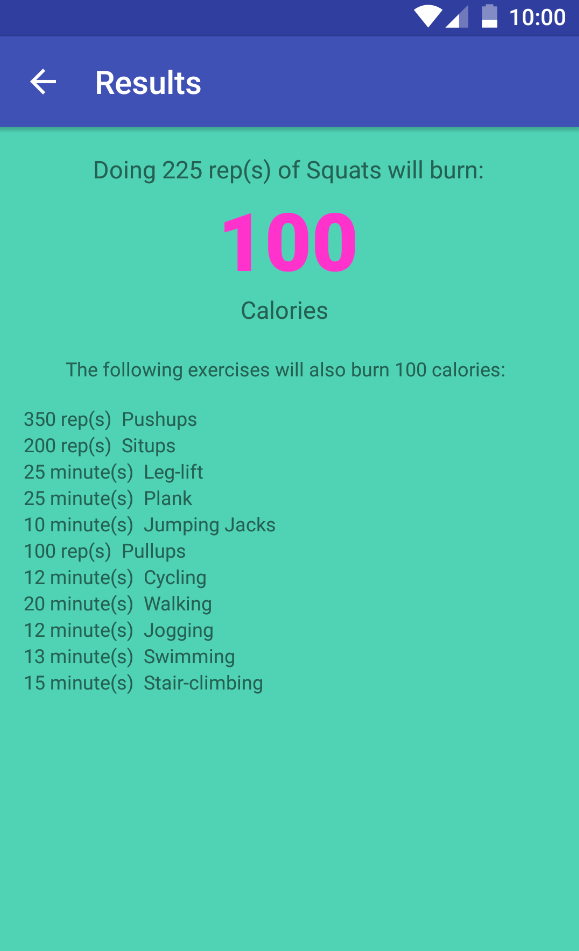 10:00
Results
Doing 225 rep(s) of Squats will burn:
100
Calories
The following exercises will also burn 100 calories:
350 rep(s) Pushups
200 rep(s) Situps
25 minute(s) Leg-lift
25 minute(s) Plank
10 minute(s) Jumping Jacks
100 rep(s) Pullups
12 minute(s) Cycling
20 minute(s) Walking
12 minute(s) Jogging
13 minute(s) Swimming
15 minute(s) Stair-climbing